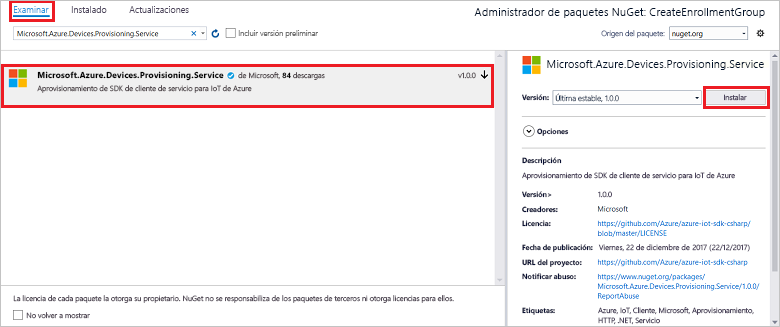 Examinar Instalado Actualizaciones
Administrador de paquetes NuGet: CreateEnrollmentGroup
Microsoft.Azure.Devices.Provisioning.Service
Incluir versión preliminar
Origen del paquete: nuget.org
Microsoft.Azure.Devices.Provisioning.Service de Microsoft, 84 descargas v1.0.0
Aprovisionamiento de SDK de cliente de servicio para IoT de Azure
La licencia de cada paquete la otorga su propietario. NuGet no se responsabiliza de los paquetes de terceros ni otorga licencias para ellos.
No volver a mostrar
Microsoft.Azure.Devices.Provisioning.Service
Versión: Última estable, 1.0.0 Instalar
Opciones
Descripción
Aprovisionamiento de SDK de cliente de servicio para IoT de Azure
Versión> 1.0.0
Creadores: Microsoft
Licencia: https://github.com/Azure/azure-iot-sdk-csharp/
blob/master/LICENSE
Fecha de publicación: Viernes, 22 de diciembre de 2017 (22/12/2017)
URL del proyecto: https://github.com/Azure/azure-iot-sdk-csharp
Notificar abuso: https://www.nuget.org/packages/
Microsoft.Azure.Devices.Provisioning.Service/1.0.0/
ReportAbuse
Etiquetas: Azure, IoT, Cliente, Microsoft, Aprovisionamiento,
HTTP, .NET, Servicio